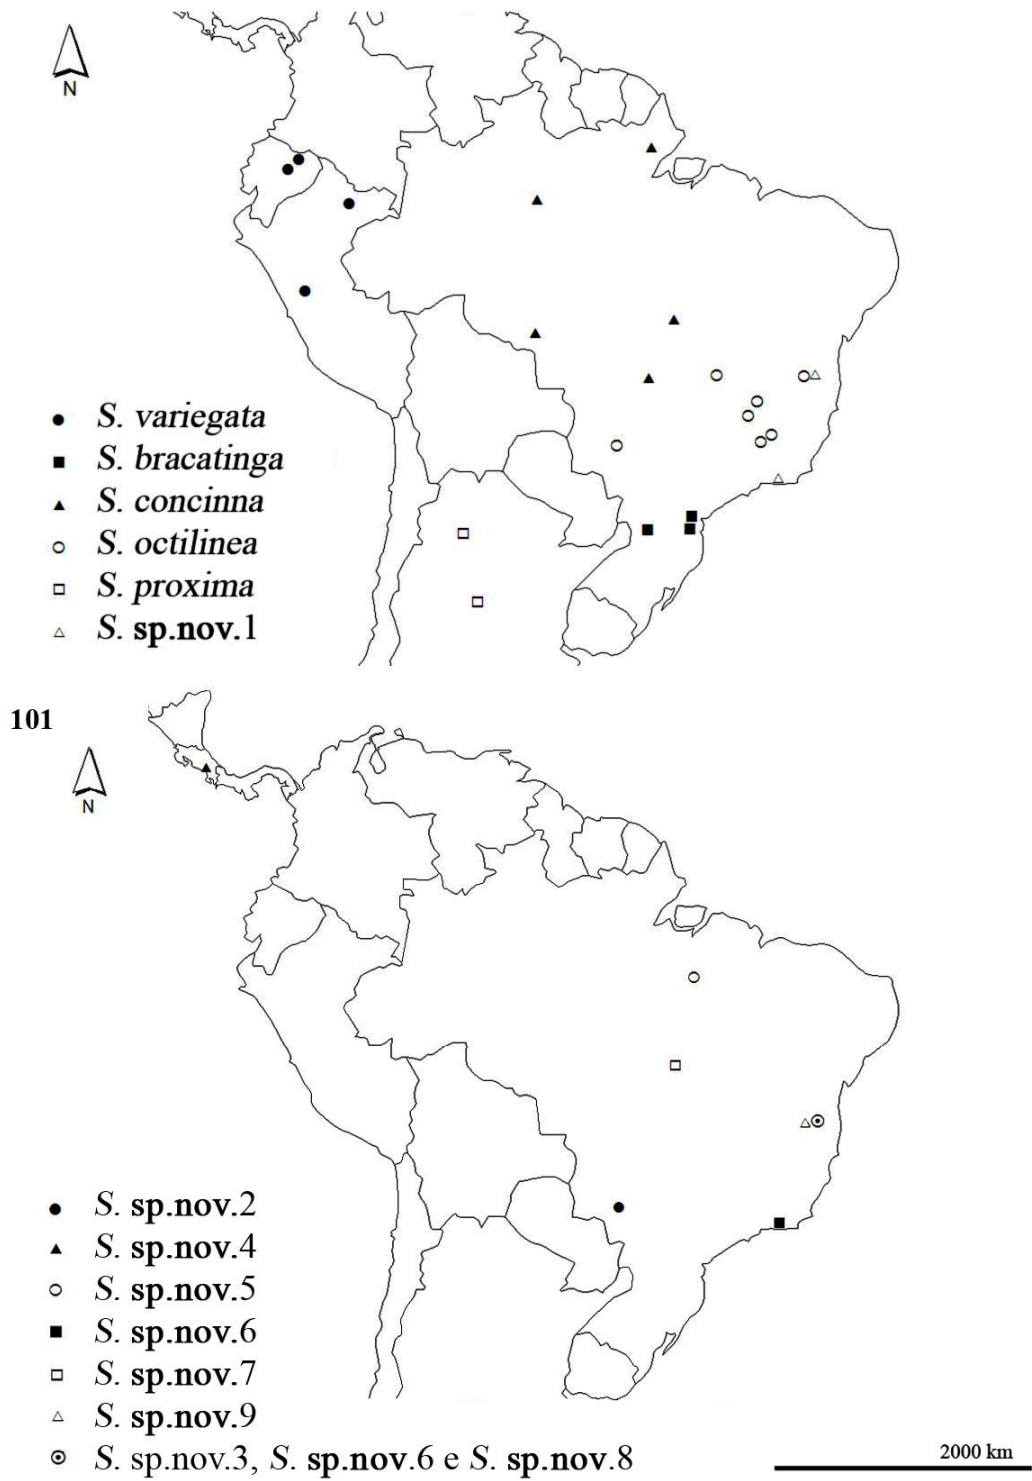 N
S. variegata
S. bracatinga
S. concinna
S. octilinea
S. proxima
S. sp.nov.1
101
N
S. sp.nov.2
S. sp.nov.4
S. sp.nov.5
S. sp.nov.6
S. sp.nov.7
S. sp.nov.9
S. sp.nov.3, S. sp.nov.6 e S. sp.nov.8
2000 km